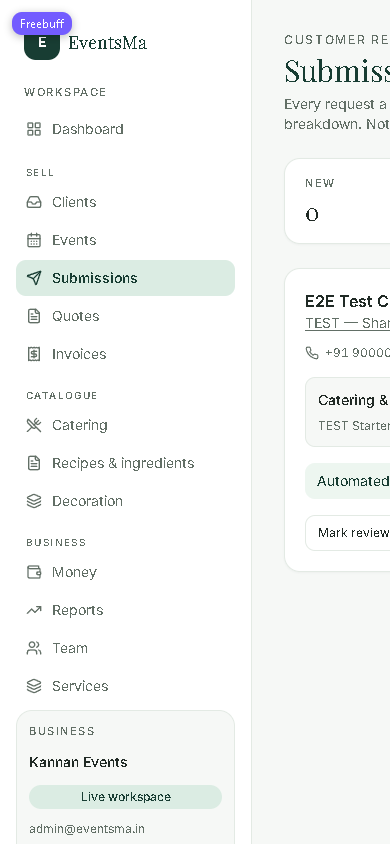 Freebuff
E
EventsMa
WORKSPACE
Dashboard
SELL
Clients
Events
Submissions
Quotes
Invoices
CATALOGUE
Catering
Recipes & ingredients
Decoration
BUSINESS
Money
Reports
Team
Services
BUSINESS
Kannan Events
Live workspace
admin@eventsma.in
CUSTOMER RE
Submiss
Every request a
breakdown. Not
NEW
0
E2E Test C
TEST — Shar
+91 90000
Catering &
TEST Starter
Automated
Mark review